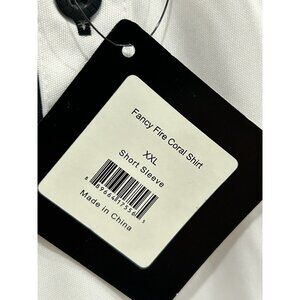 Fancy Fire Coral Shirt
XXL
Short Sleeve
Made in China